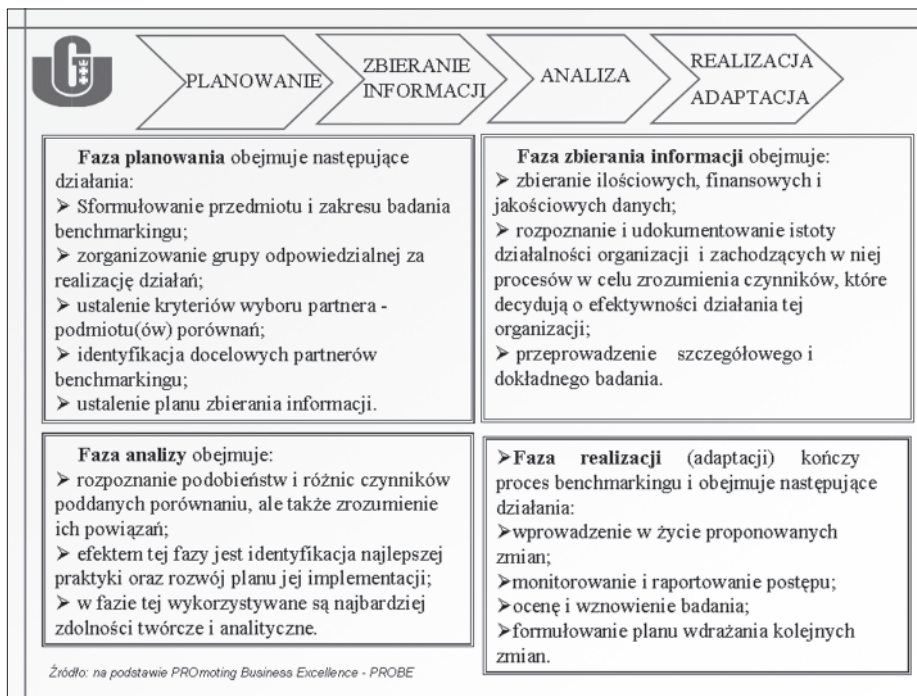 PLANOWANIE
ZBIERANIE
INFORMACJI
ANALIZA
REALIZACJA
ADAPTACJA
Faza planowania obejmuje następujące
działania:
➤ Sformułowanie przedmiotu i zakresu badania
benchmarkingu;
➤ zorganizowanie grupy odpowiedzialnej za
realizację działań;
➤ ustalenie kryteriów wyboru partnera -
podmiotu(ów) porównań;
➤ identyfikacja docelowych partnerów
benchmarkingu;
➤ ustalenie planu zbierania informacji.
Faza zbierania informacji obejmuje:
➤ zbieranie ilościowych, finansowych i
jakościowych danych;
➤ rozpoznanie i udokumentowanie istoty
działalności organizacji i zachodzących w niej
procesów w celu zrozumienia czynników, które
decydują o efektywności działania tej
organizacji;
➤ przeprowadzenie szczegółowego i
dokładnego badania.
Faza analizy obejmuje:
➤ rozpoznanie podobieństw i różnic czynników
poddanych porównaniu, ale także zrozumienie
ich powiązań;
➤ efektem tej fazy jest identyfikacja najlepszej
praktyki oraz rozwój planu jej implementacji;
➤ w fazie tej wykorzystywane są najbardziej
zdolności twórcze i analityczne.
➤Faza realizacji (adaptacji) kończy
proces benchmarkingu i obejmuje następujące
działania:
➤wprowadzenie w życie proponowanych
zmian;
➤monitorowanie i raportowanie postępu;
➤ocenę i wznowienie badania;
➤formułowanie planu wdrażania kolejnych
zmian.
Źródło: na podstawie PROmoting Business Excellence - PROBE